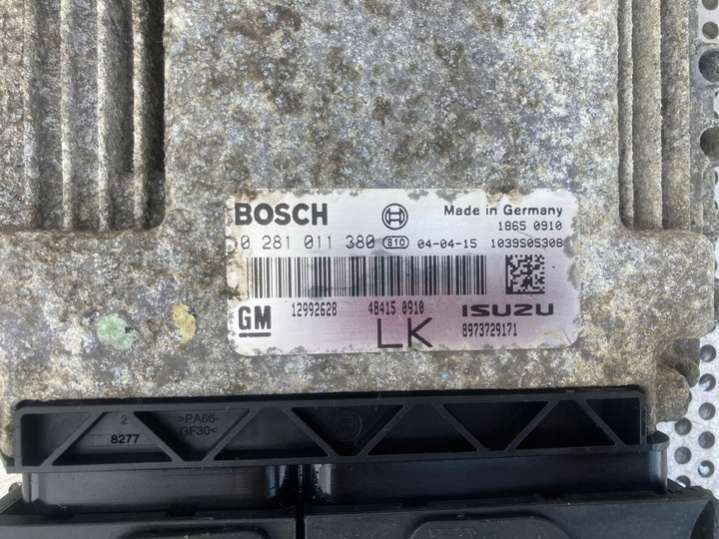 BOSCH Made in Germany
1865 0910
0 281 011 380 S10 04-04-15 1039S05308
GM 12992628 48415 0910 ISUZU
LK 8973729171
2 >PA66-
8277 GF30<